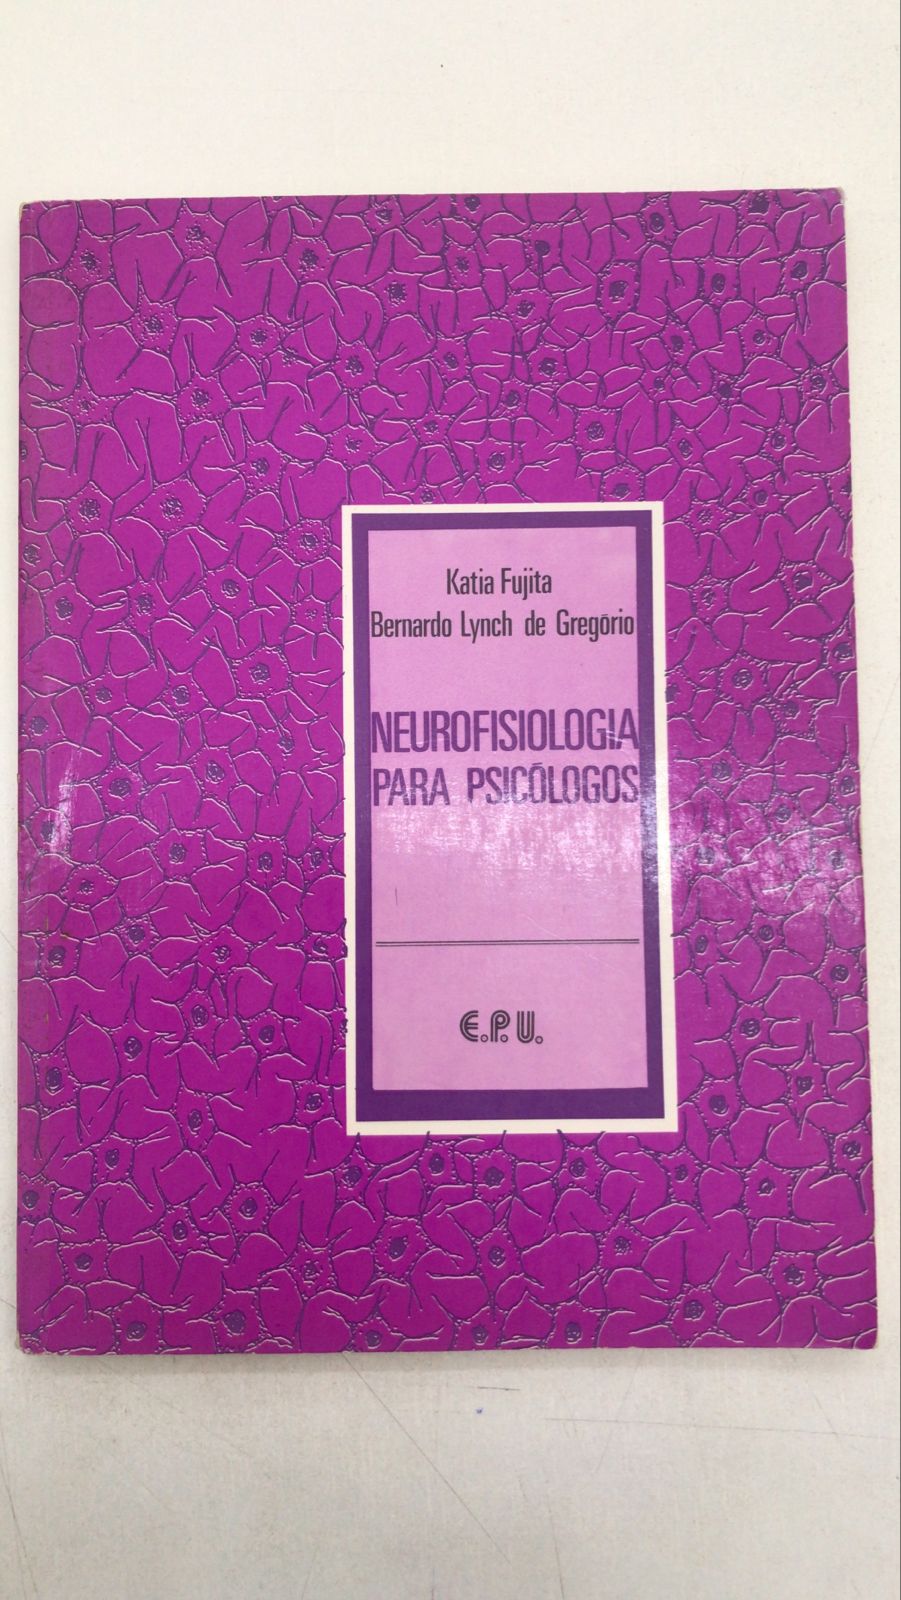 Katia Fujita
Bernardo Lynch de Gregório
NEUROFISIOLOGIA
PARA PSICÓLOGOS
E.P.U.